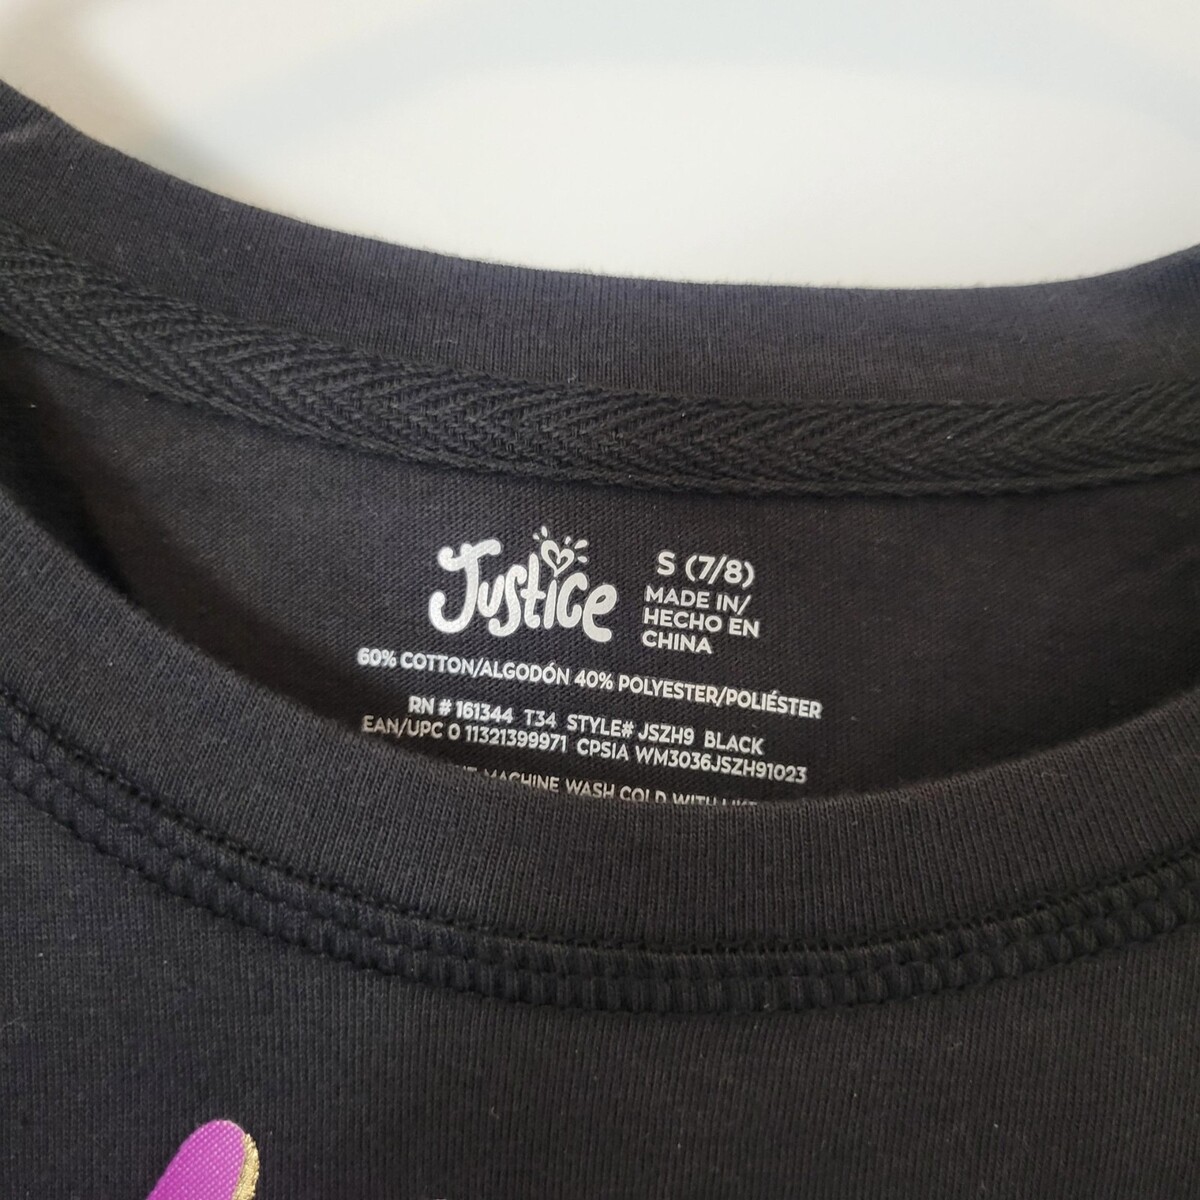 Justice
S (7/8)
MADE IN/
HECHO EN
CHINA
60% COTTON/ALGODÓN 40% POLYESTER/POLIÉSTER
RN # 161344 T34 STYLE# JSZH9 BLACK
EAN/UPC 0 11321399971 CPSIA WM3036JSZH91023
MACHINE WASH COLD WITH LIKE